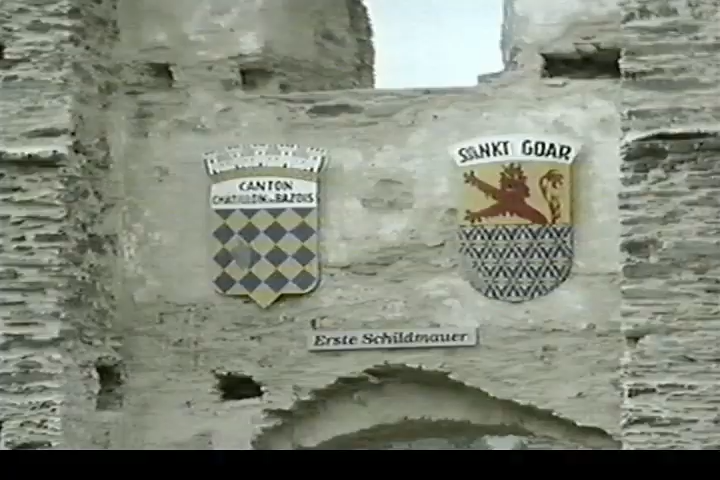 CANTON
CHATILLON EN BAZOIS
SANKT GOAR
Erste Schildmauer